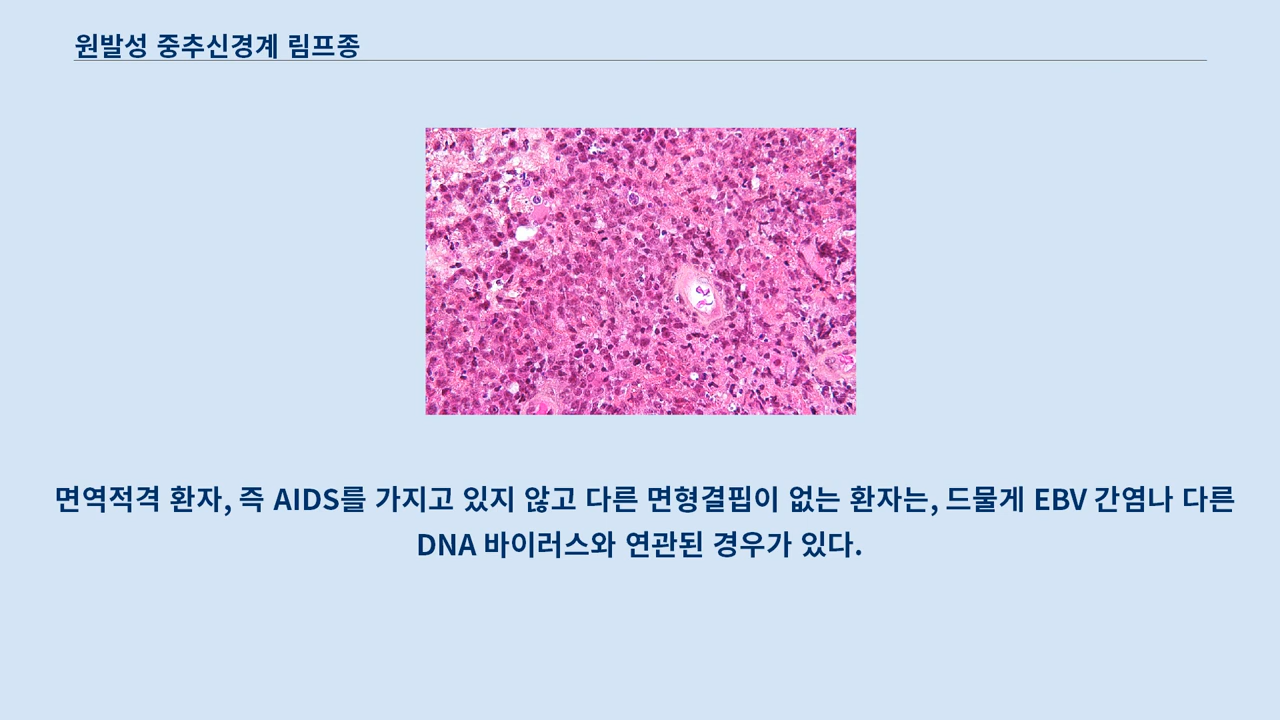 원발성 중추신경계 림프종
면역적격 환자, 즉 AIDS를 가지고 있지 않고 다른 면형결핍이 없는 환자는, 드물게 EBV 간염나 다른
DNA 바이러스와 연관된 경우가 있다.